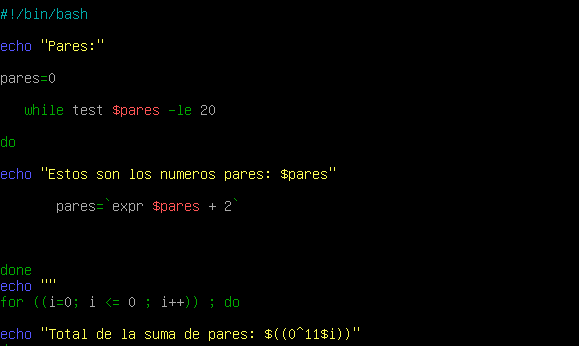 #!/bin/bash
echo "Pares:"
pares=0
while test $pares -le 20
do
echo "Estos son los numeros pares: $pares"
pares=`expr $pares + 2`
done
echo ""
for ((i=0; i <= 0 ; i++)) ; do
echo "Total de la suma de pares: $((0^11$i))"